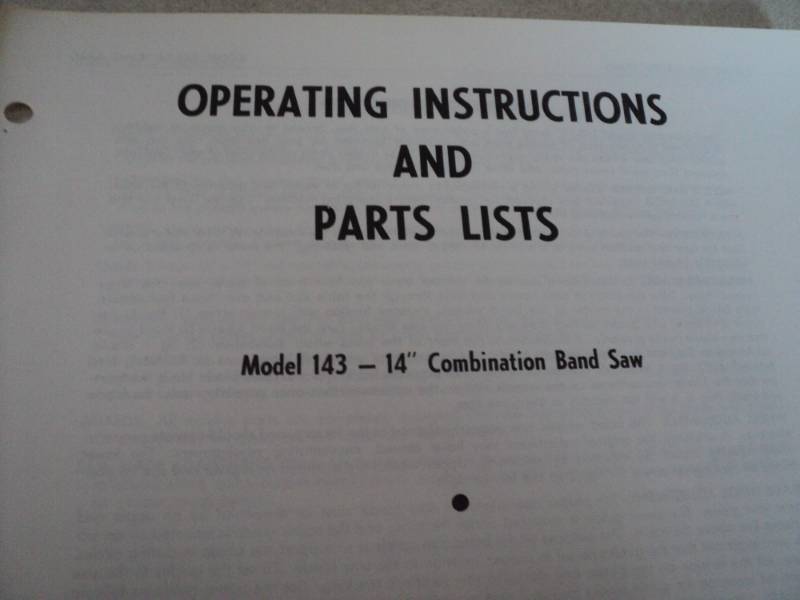 OPERATING INSTRUCTIONS
AND
PARTS LISTS
Model 143 – 14" Combination Band Saw